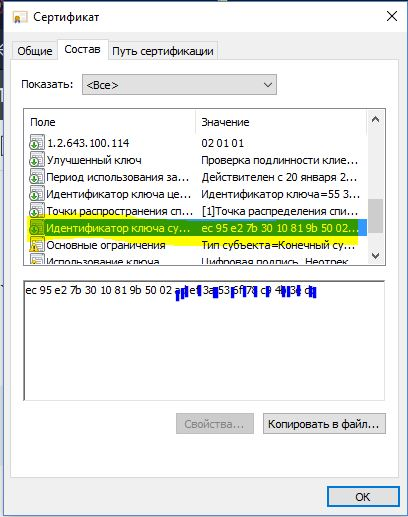 Сертификат
Общие Состав Путь сертификации
Показать: <Все>
Поле Значение
1.2.643.100.114 02 01 01
Улучшенный ключ Проверка подлинности клие...
Период использования за... Действителен с 20 января 2...
Идентификатор ключа це... Идентификатор ключа=55 3...
Точки распространения сп... [1]Точка распределения спи...
Идентификатор ключа су... ec 95 e2 7b 30 10 81 9b 50 02...
Основные ограничения Тип субъекта=Конечный су...
Использование ключа Цифровая подпись, Неотрек...
ec 95 e2 7b 30 10 81 9b 50 02
Свойства... Копировать в файл...
ОК